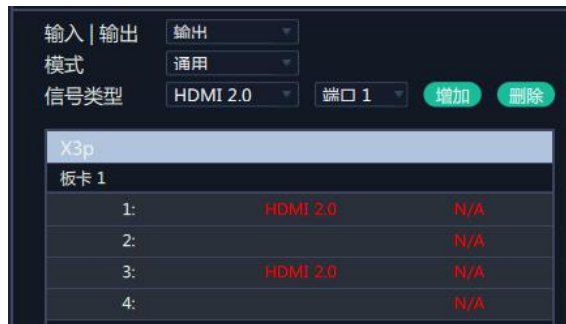 输入 | 输出 输出
模式 通用
信号类型 HDMI 2.0 端口 1 增加 删除
X3p
板卡 1
1: HDMI 2.0 N/A
2: N/A
3: HDMI 2.0 N/A
4: N/A